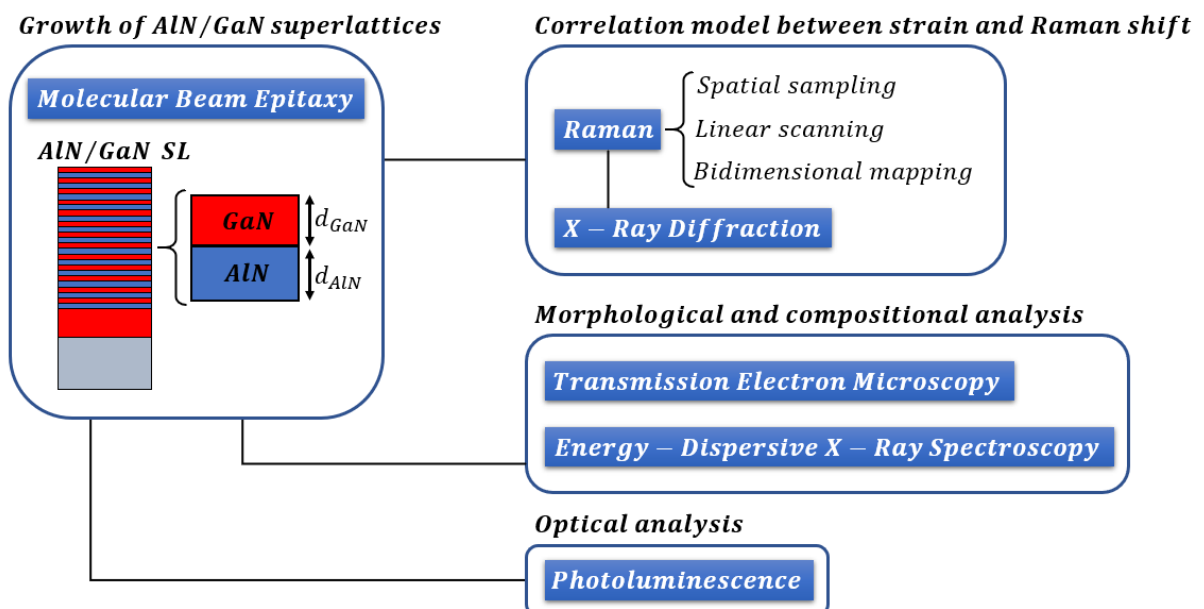 Growth of AlN/GaN superlattices
Molecular Beam Epitaxy
AlN/GaN SL
GaN
d_GaN
AlN
d_AlN
Correlation model between strain and Raman shift
Raman
Spatial sampling
Linear scanning
Bidimensional mapping
X − Ray Diffraction
Morphological and compositional analysis
Transmission Electron Microscopy
Energy − Dispersive X − Ray Spectroscopy
Optical analysis
Photoluminescence